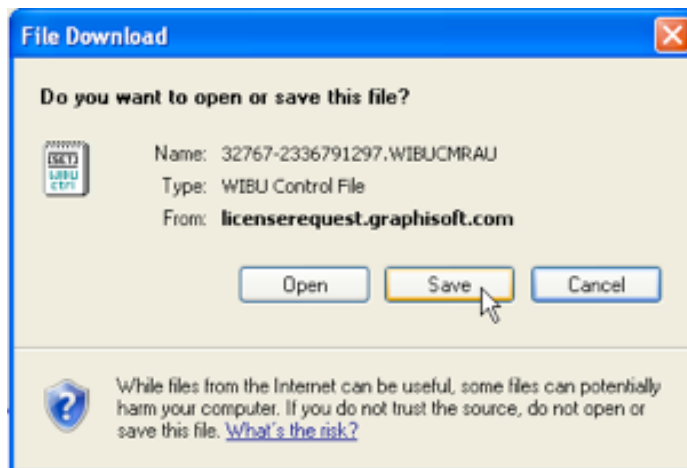 File Download
Do you want to open or save this file?
[SET]
WIBU
ctrl
Name: 32767-2336791297.WIBUCMRAU
Type: WIBU Control File
From: licenserequest.graphisoft.com
Open Save Cancel
While files from the Internet can be useful, some files can potentially
harm your computer. If you do not trust the source, do not open or
save this file. What's the risk?